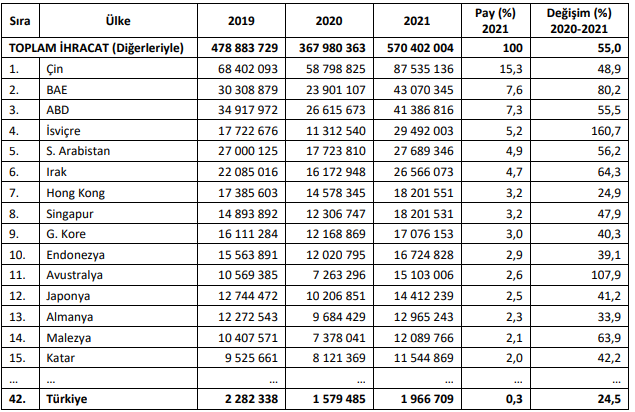 Sıra Ülke 2019 2020 2021 Pay (%) 2021 Değişim (%) 2020-2021
TOPLAM İHRACAT (Diğerleriyle) 478 883 729 367 980 363 570 402 004 100 55,0
1. Çin 68 402 093 58 798 825 87 535 136 15,3 48,9
2. BAE 30 308 879 23 901 107 43 070 345 7,6 80,2
3. ABD 34 917 972 26 615 673 41 386 816 7,3 55,5
4. İsviçre 17 722 676 11 312 540 29 492 003 5,2 160,7
5. S. Arabistan 27 000 125 17 723 810 27 689 346 4,9 56,2
6. Irak 22 085 016 16 172 948 26 566 073 4,7 64,3
7. Hong Kong 17 385 603 14 578 345 18 201 551 3,2 24,9
8. Singapur 14 893 892 12 306 747 18 201 531 3,2 47,9
9. G. Kore 16 111 284 12 168 869 17 076 153 3,0 40,3
10. Endonezya 15 563 891 12 020 795 16 724 828 2,9 39,1
11. Avustralya 10 569 385 7 263 296 15 103 006 2,6 107,9
12. Japonya 12 744 472 10 206 851 14 412 239 2,5 41,2
13. Almanya 12 272 543 9 684 429 12 965 243 2,3 33,9
14. Malezya 10 407 571 7 378 041 12 089 766 2,1 63,9
15. Katar 9 525 661 8 121 369 11 544 869 2,0 42,2
… … … … … … …
42. Türkiye 2 282 338 1 579 485 1 966 709 0,3 24,5